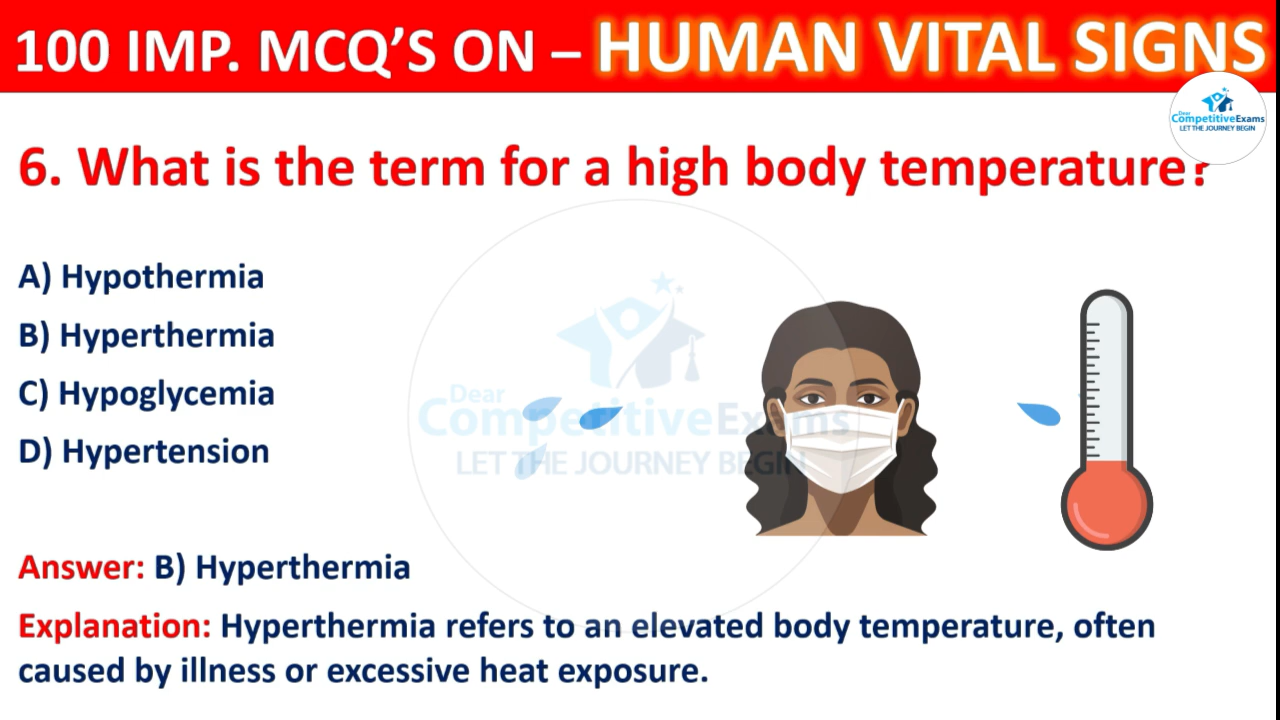 100 IMP. MCQ'S ON – HUMAN VITAL SIGNS
Dear
CompetitiveExams
LET THE JOURNEY BEGIN
6. What is the term for a high body temperature?
A) Hypothermia
B) Hyperthermia
C) Hypoglycemia
D) Hypertension
Dear
CompetitiveExams
LET THE JOURNEY BEGIN
Answer: B) Hyperthermia
Explanation: Hyperthermia refers to an elevated body temperature, often
caused by illness or excessive heat exposure.